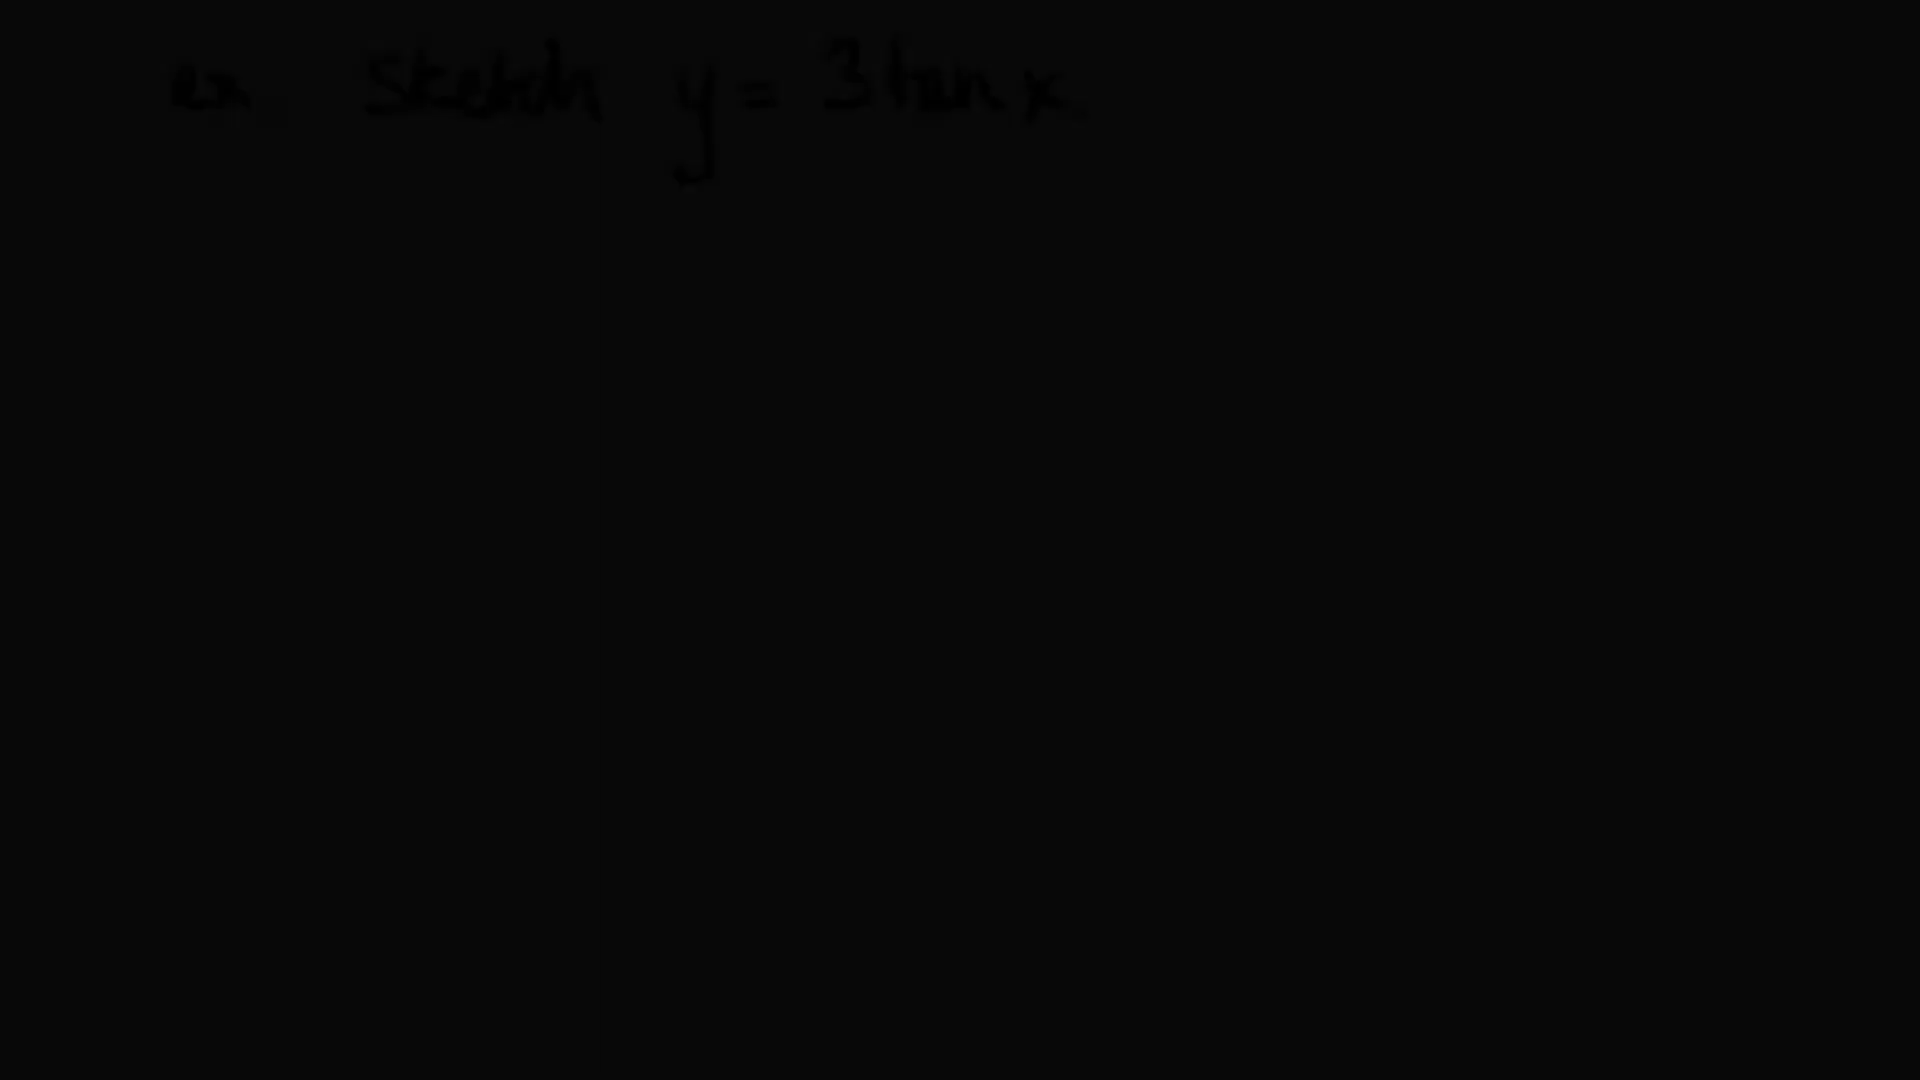 ex. Sketch y = 3 tan x.